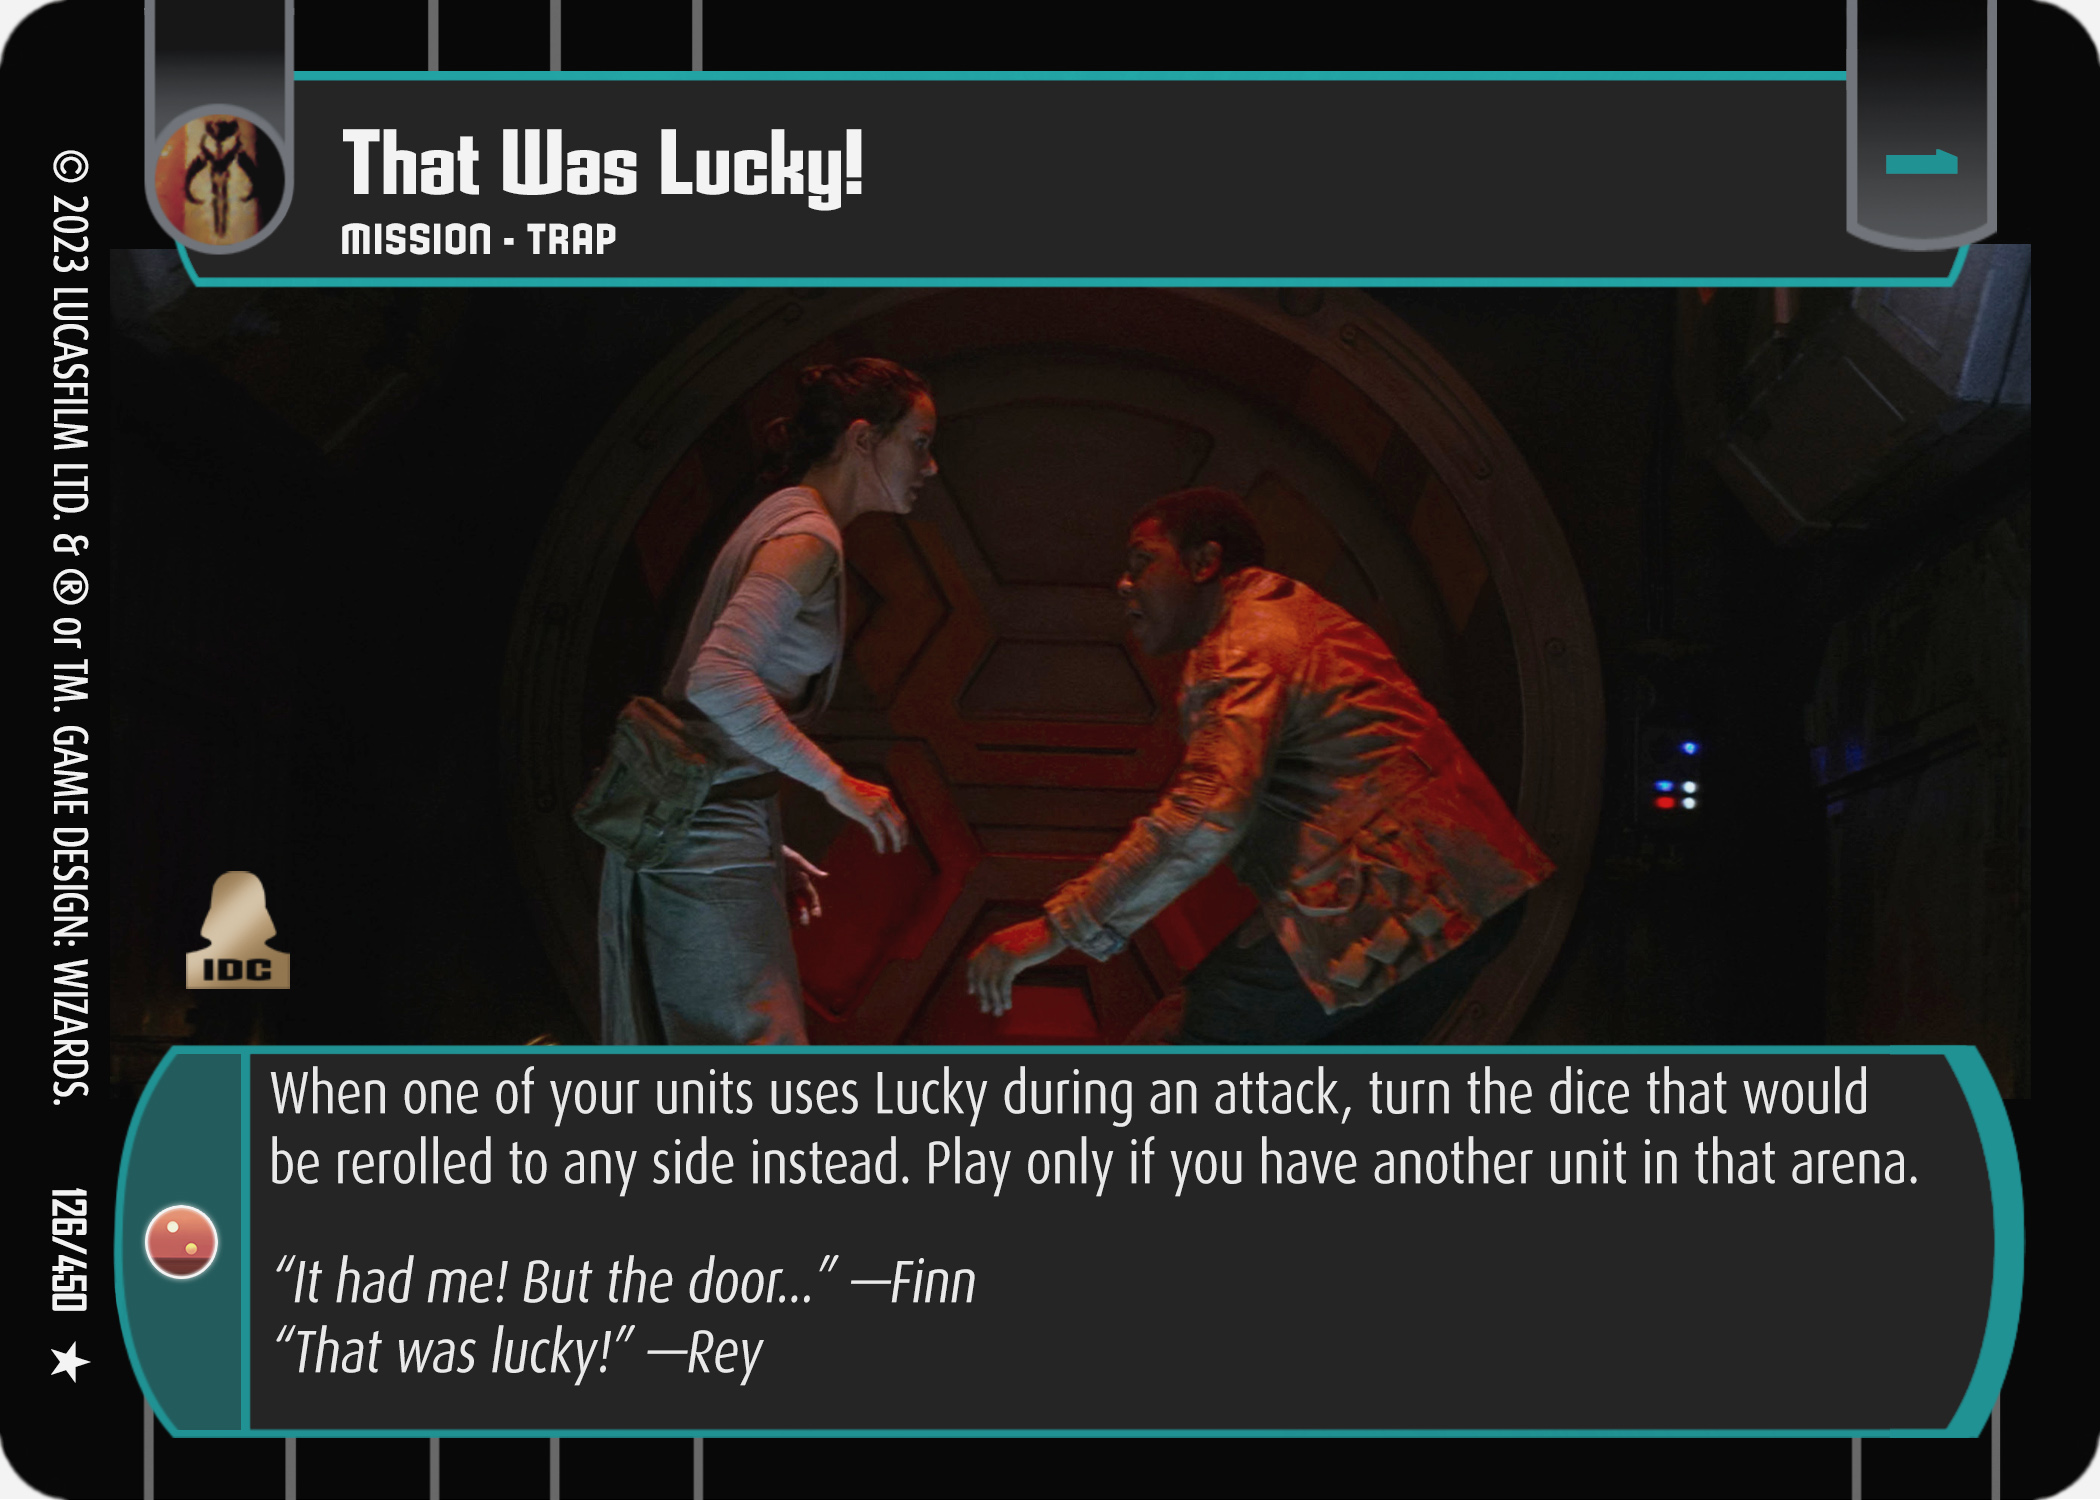 That Was Lucky!
MISSION - TRAP
1
© 2023 LUCASFILM LTD. & ® or TM. GAME DESIGN: WIZARDS. 126/450 ★
IDC
When one of your units uses Lucky during an attack, turn the dice that would
be rerolled to any side instead. Play only if you have another unit in that arena.
“It had me! But the door...” —Finn
“That was lucky!” —Rey